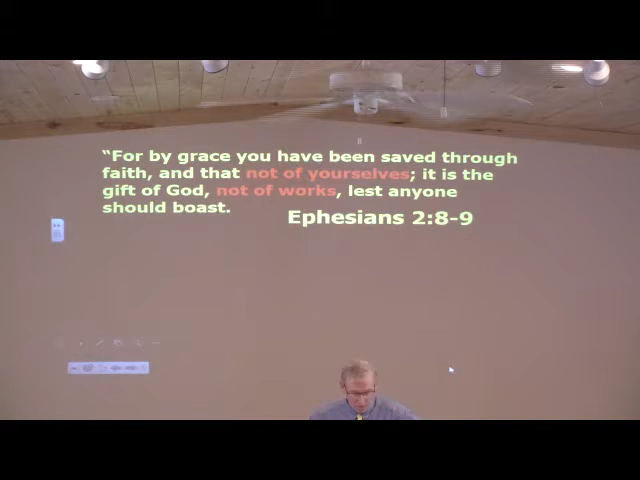 “For by grace you have been saved through
faith, and that not of yourselves; it is the
gift of God, not of works, lest anyone
should boast.
Ephesians 2:8-9